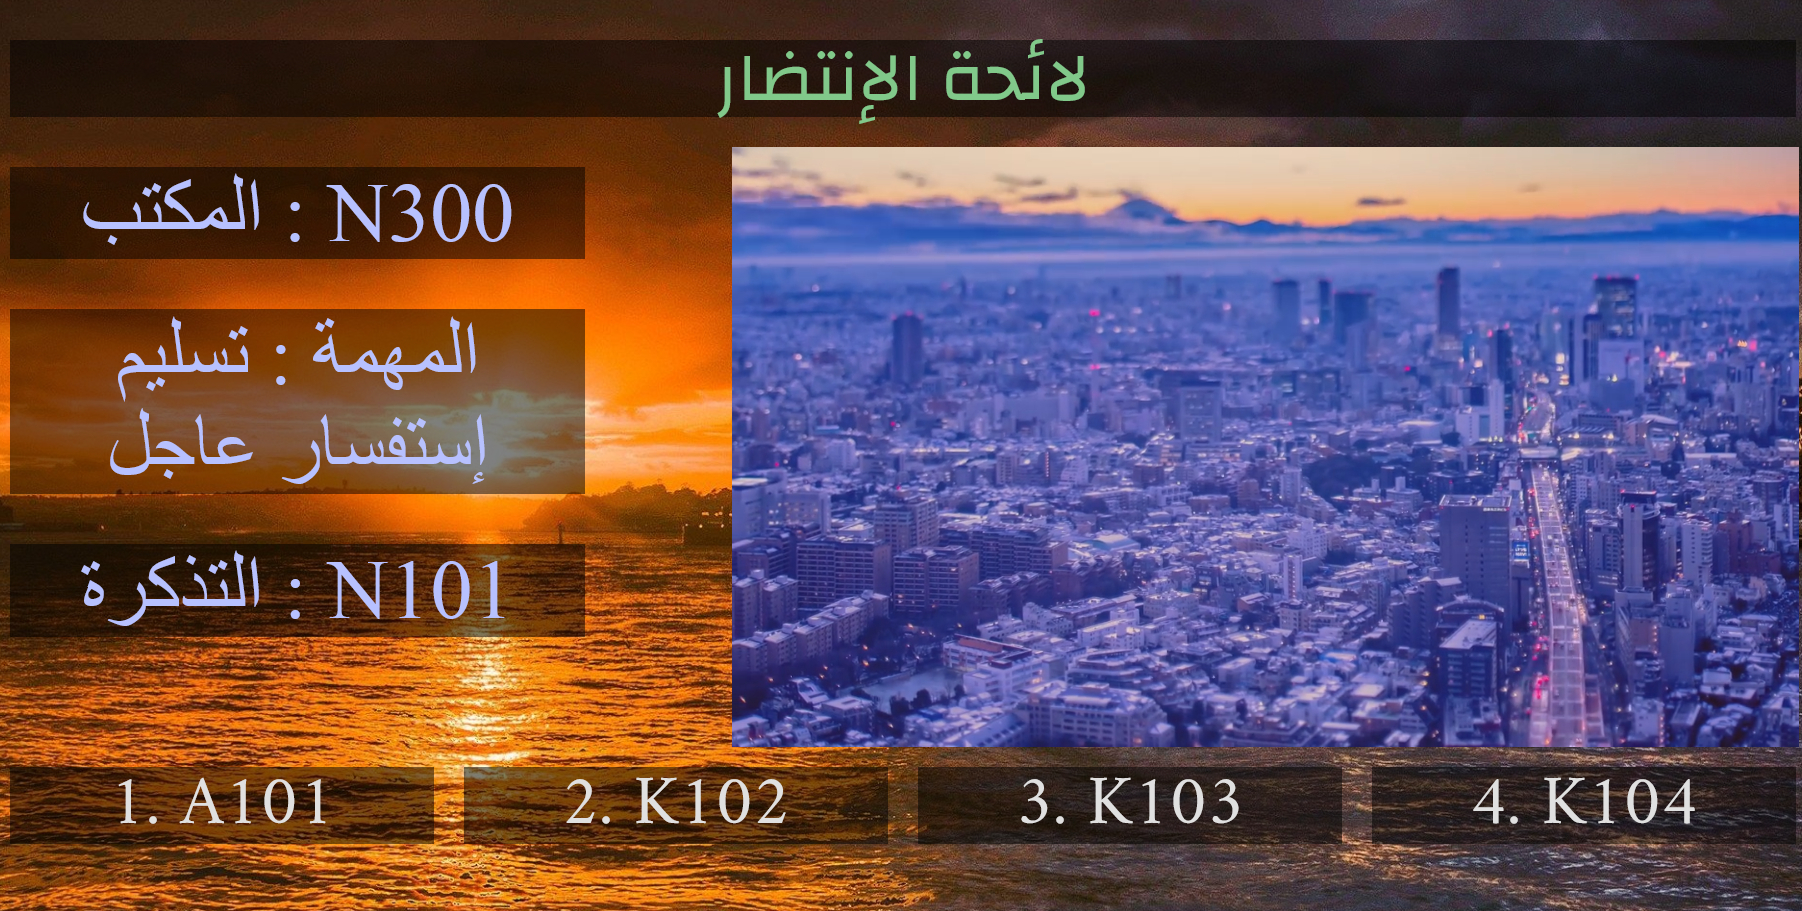 لائحة الإنتضار
المكتب : N300
المهمة : تسليم
إستفسار عاجل
التذكرة : N101
1. A101
2. K102
3. K103
4. K104